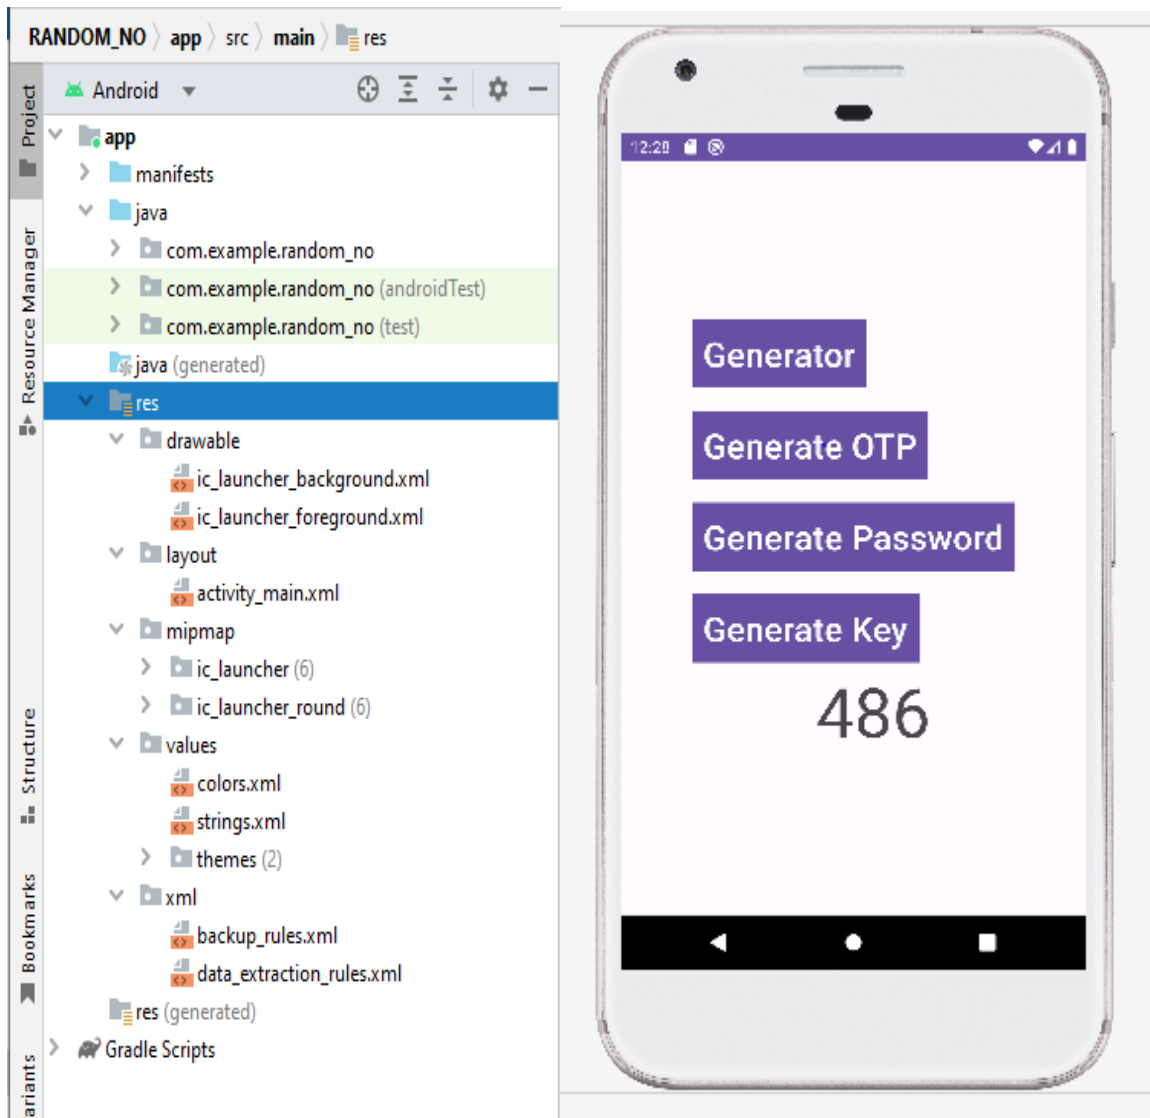 RANDOM_NO app src main res
Project
Resource Manager
Structure
Bookmarks
ariants
Android
app
manifests
java
com.example.random_no
com.example.random_no (androidTest)
com.example.random_no (test)
java (generated)
res
drawable
ic_launcher_background.xml
ic_launcher_foreground.xml
layout
activity_main.xml
mipmap
ic_launcher (6)
ic_launcher_round (6)
values
colors.xml
strings.xml
themes (2)
xml
backup_rules.xml
data_extraction_rules.xml
res (generated)
Gradle Scripts
12:28
Generator
Generate OTP
Generate Password
Generate Key
486